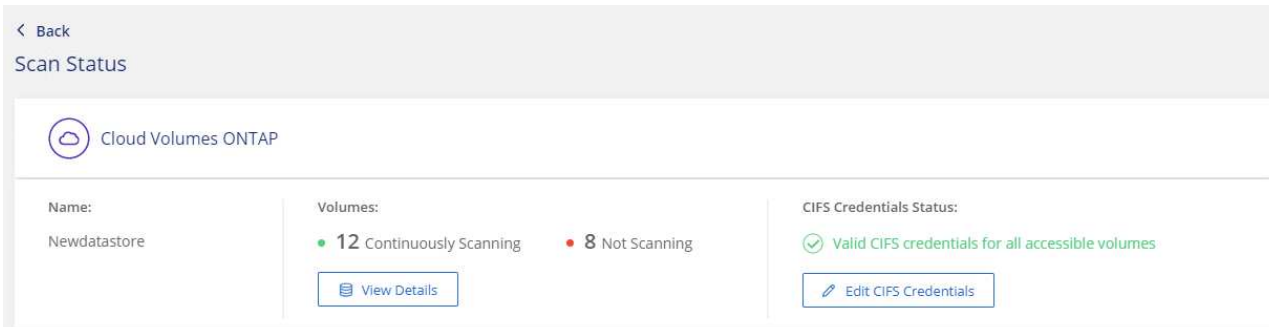 Back
Scan Status
Cloud Volumes ONTAP
Name:
Newdatastore
Volumes:
12 Continuously Scanning
8 Not Scanning
View Details
CIFS Credentials Status:
Valid CIFS credentials for all accessible volumes
Edit CIFS Credentials